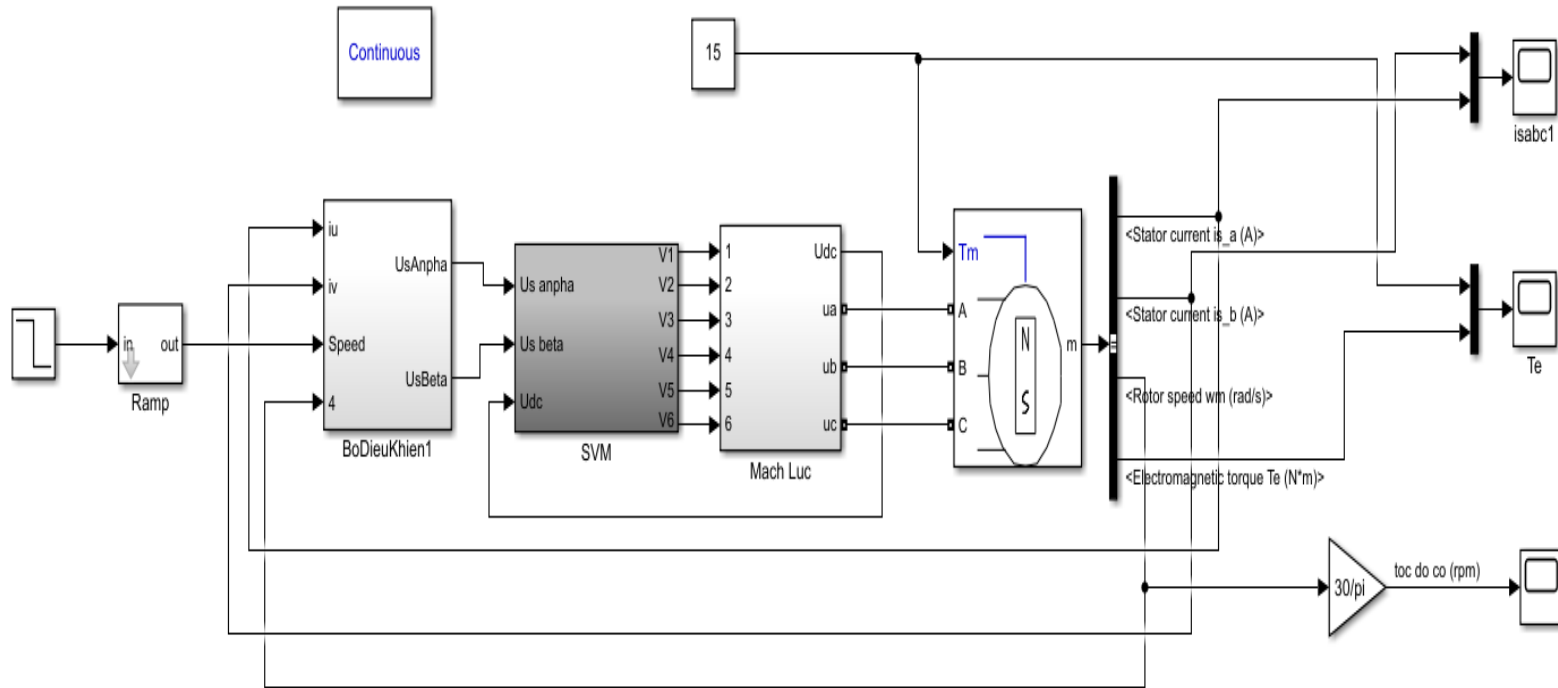 Continuous
15
isabc1
Te
in
out
Ramp
iu
iv
Speed
4
UsAnpha
UsBeta
BoDieuKhien1
Us anpha
Us beta
Udc
V1
V2
V3
V4
V5
V6
SVM
1
2
3
4
5
6
Udc
ua
ub
uc
Mach Luc
Tm
A
B
C
N
S
m
<Stator current is_a (A)>
<Stator current is_b (A)>
<Rotor speed wm (rad/s)>
<Electromagnetic torque Te (N*m)>
30/pi
toc do co (rpm)